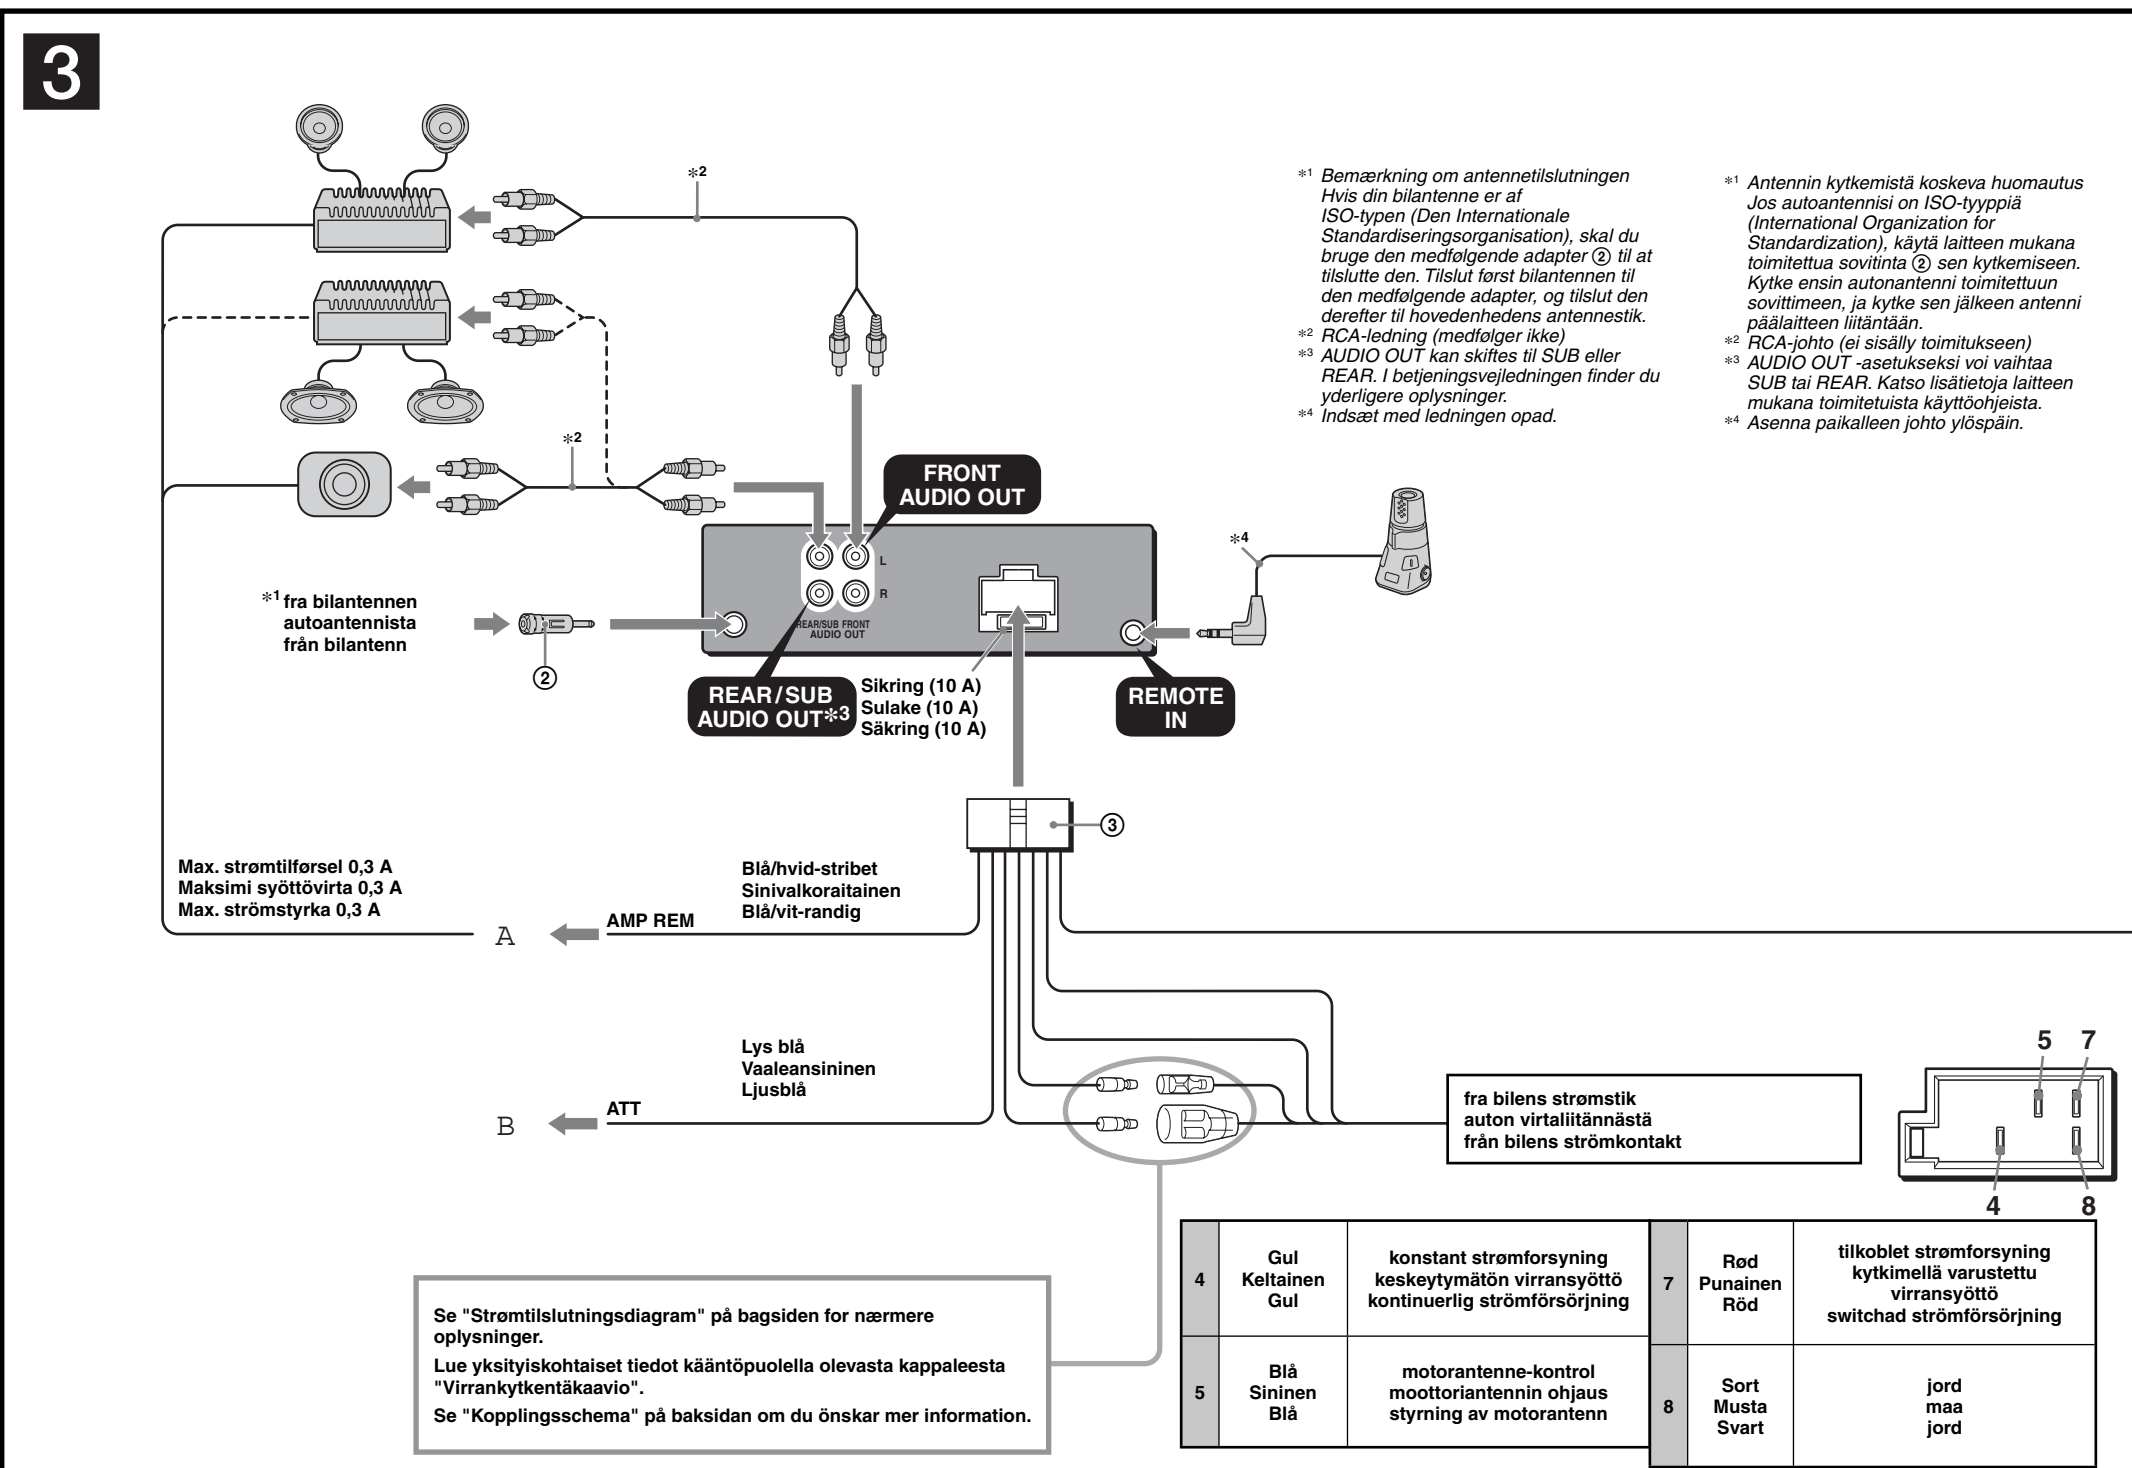 3
*2
*1 Bemærkning om antennetilslutningen
Hvis din bilantenne er af
ISO-typen (Den Internationale
Standardiseringsorganisation), skal du
bruge den medfølgende adapter ② til at
tilslutte den. Tilslut først bilantennen til
den medfølgende adapter, og tilslut den
derefter til hovedenhedens antennestik.
*2 RCA-ledning (medfølger ikke)
*3 AUDIO OUT kan skiftes til SUB eller
REAR. I betjeningsvejledningen finder du
yderligere oplysninger.
*4 Indsæt med ledningen opad.
*1 Antennin kytkemistä koskeva huomautus
Jos autoantennisi on ISO-tyyppiä
(International Organization for
Standardization), käytä laitteen mukana
toimitettua sovitinta ② sen kytkemiseen.
Kytke ensin autonantenni toimitettuun
sovittimeen, ja kytke sen jälkeen antenni
päälaitteen liitäntään.
*2 RCA-johto (ei sisälly toimitukseen)
*3 AUDIO OUT -asetukseksi voi vaihtaa
SUB tai REAR. Katso lisätietoja laitteen
mukana toimitetuista käyttöohjeista.
*4 Asenna paikalleen johto ylöspäin.
*2
FRONT
AUDIO OUT
*4
L
R
REAR/SUB FRONT
AUDIO OUT
*1 fra bilantennen
autoantennista
från bilantenn
②
REAR/SUB
AUDIO OUT*3
Sikring (10 A)
Sulake (10 A)
Säkring (10 A)
REMOTE
IN
③
Max. strømtilførsel 0,3 A
Maksimi syöttövirta 0,3 A
Max. strömstyrka 0,3 A
Blå/hvid-stribet
Sinivalkoraitainen
Blå/vit-randig
A
AMP REM
Lys blå
Vaaleansininen
Ljusblå
B
ATT
fra bilens strømstik
auton virtaliitännästä
från bilens strömkontakt
5 7
4 8
4
Gul
Keltainen
Gul
konstant strømforsyning
keskeytymätön virransyöttö
kontinuerlig strömförsörjning
7
Rød
Punainen
Röd
tilkoblet strømforsyning
kytkimellä varustettu
virransyöttö
switchad strömförsörjning
5
Blå
Sininen
Blå
motorantenne-kontrol
moottoriantennin ohjaus
styrning av motorantenn
8
Sort
Musta
Svart
jord
maa
jord
Se "Strømtilslutningsdiagram" på bagsiden for nærmere
oplysninger.
Lue yksityiskohtaiset tiedot kääntöpuolella olevasta kappaleesta
"Virrankytkentäkaavio".
Se "Kopplingsschema" på baksidan om du önskar mer information.